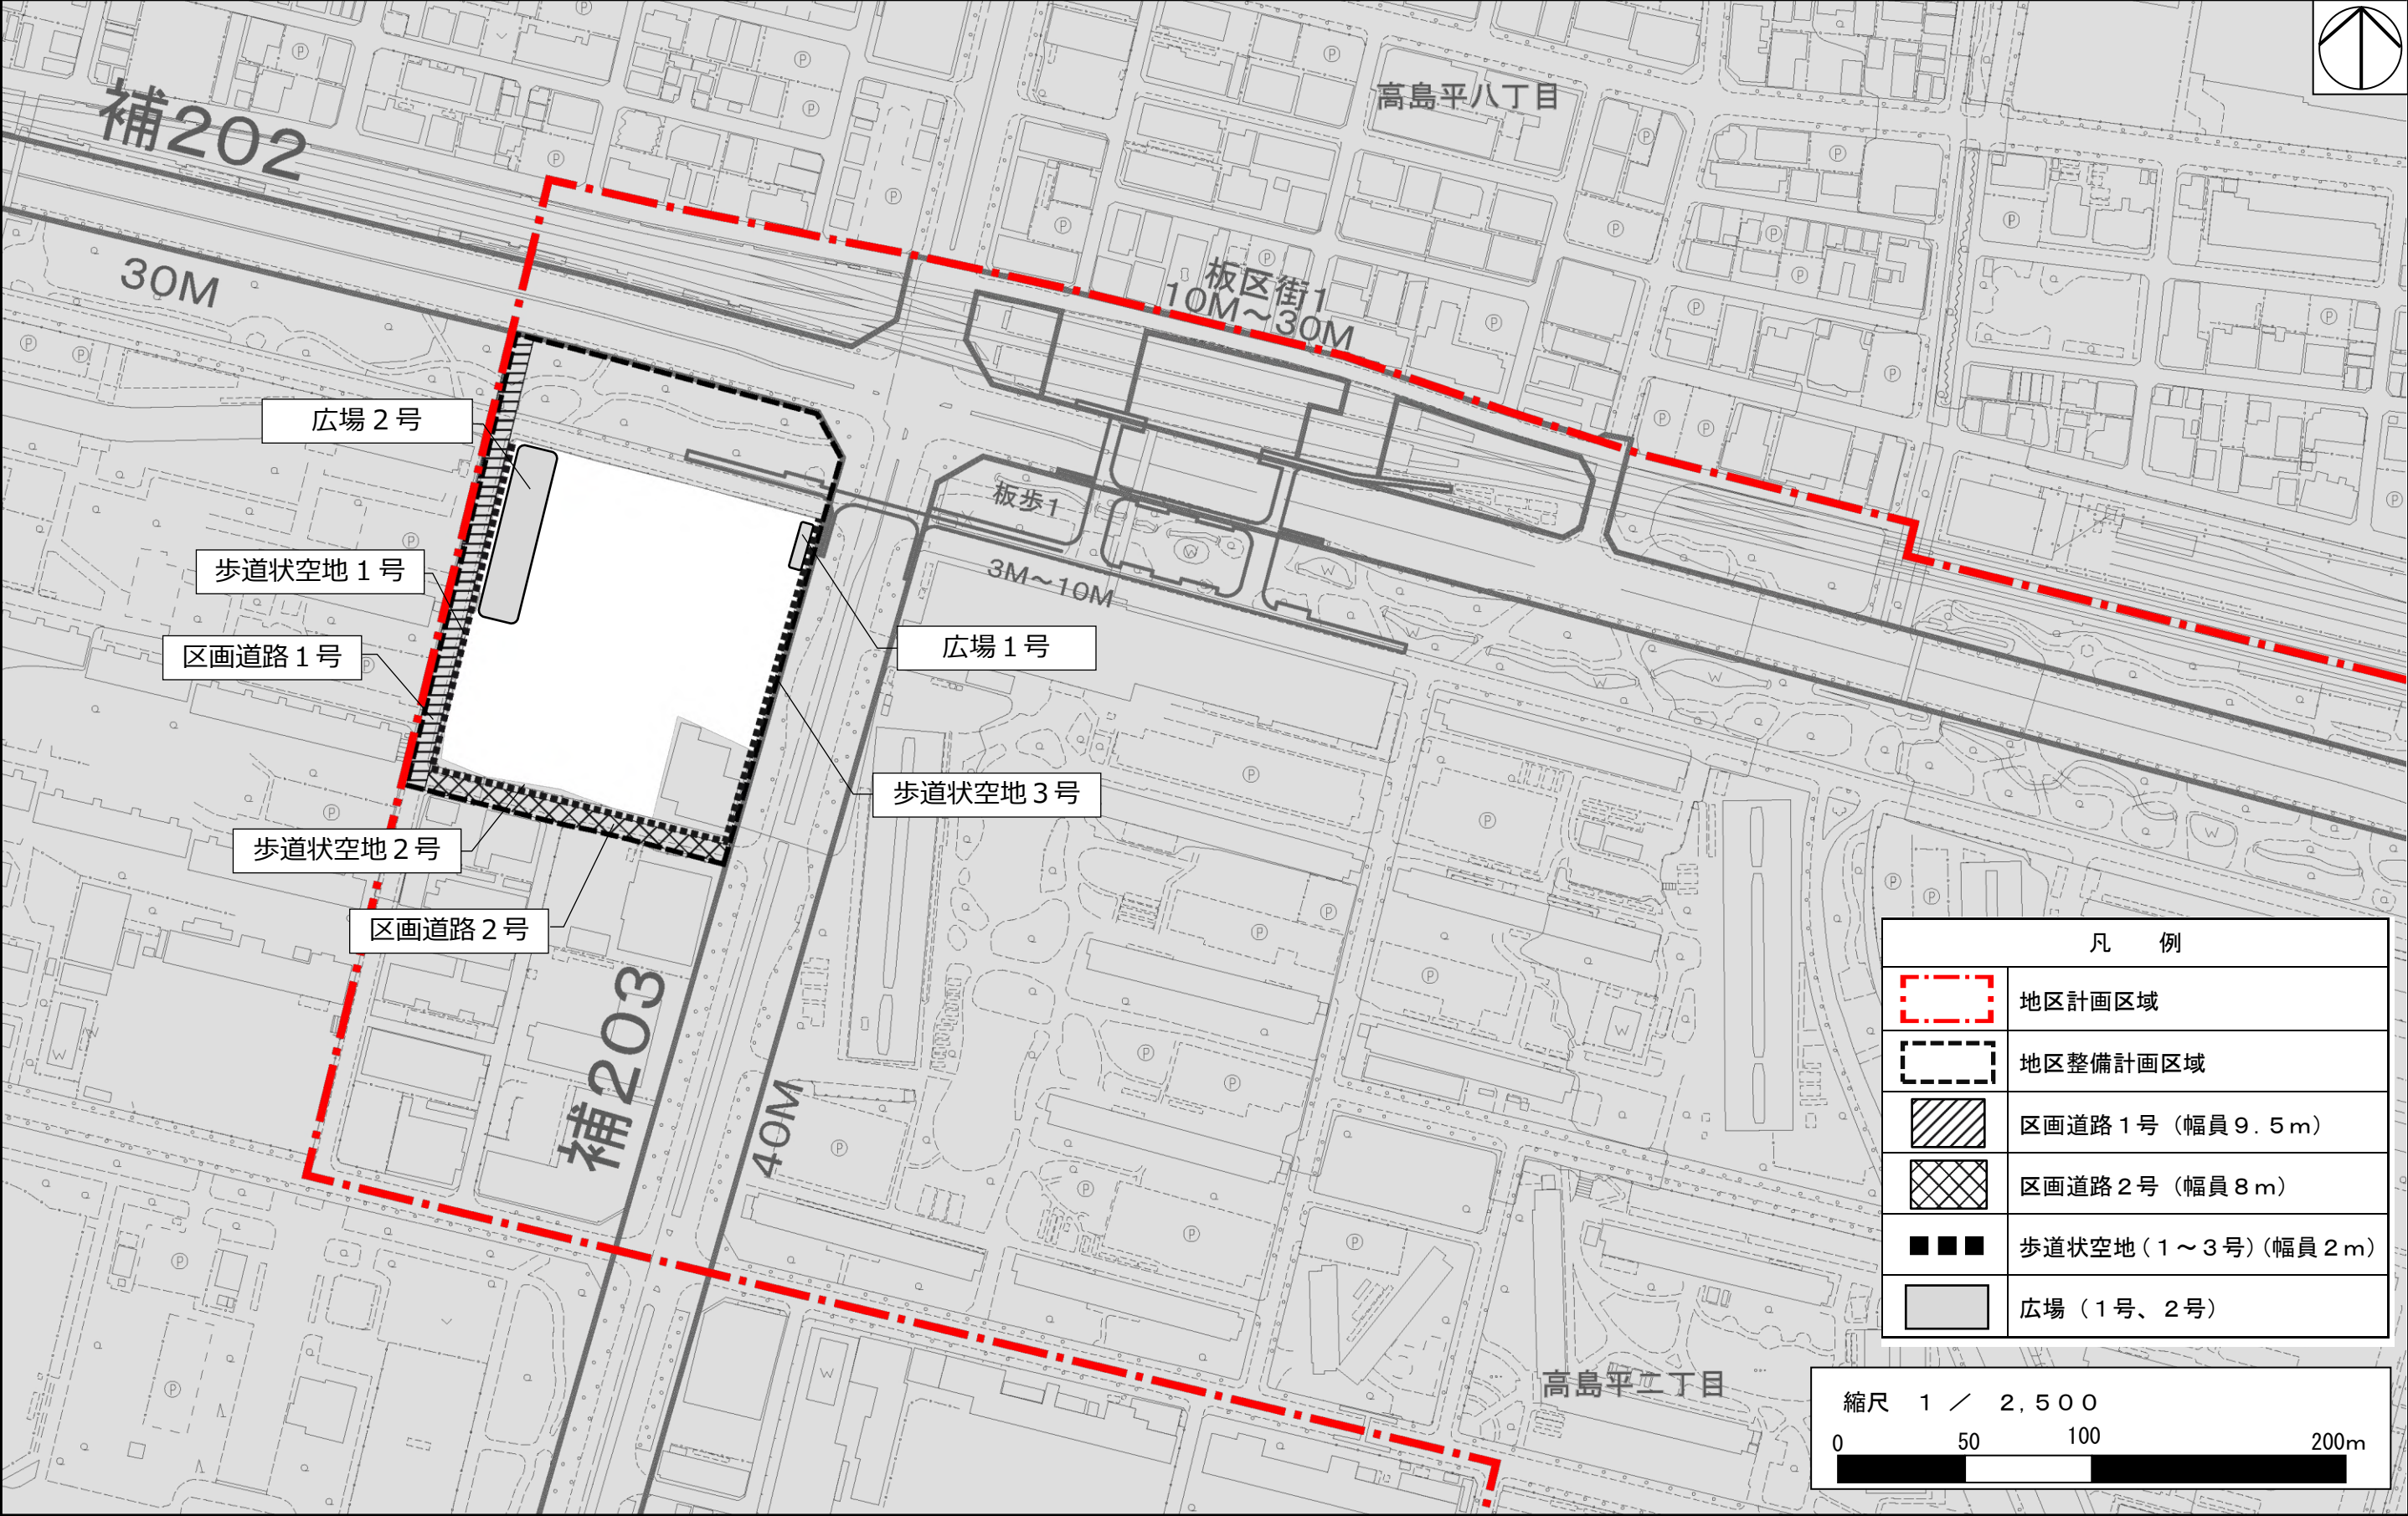 高島平八丁目
補202
30M
板区街1
10M～30M
広場２号
板歩1
歩道状空地１号
3M～10M
広場１号
区画道路１号
歩道状空地３号
歩道状空地２号
区画道路２号
補203
40M
高島平二丁目
凡 例
地区計画区域
地区整備計画区域
区画道路１号（幅員９．５ｍ）
区画道路２号（幅員８ｍ）
歩道状空地（１～３号）（幅員２ｍ）
広場（１号、２号）
縮尺 １ ／ ２，５００
0 50 100 200m